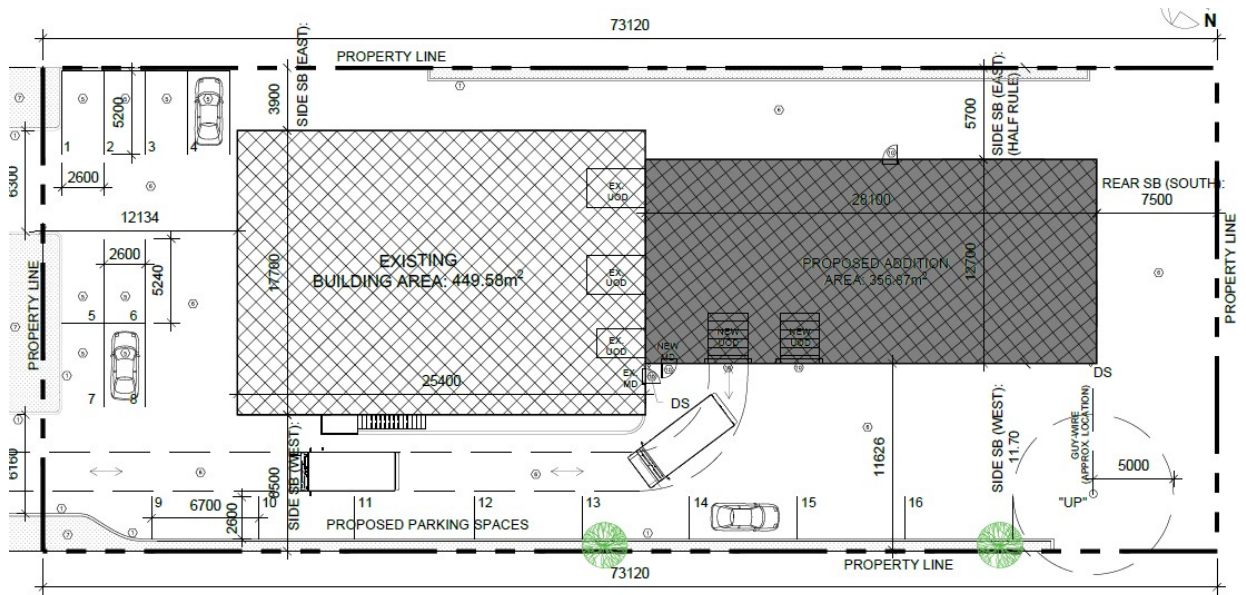 73120
N
PROPERTY LINE
SIDE SB (EAST):
3900
5200
1
2
3
4
2600
6300
12134
2600
5240
5
6
7
8
PROPERTY LINE
6160
SIDE SB (EAST):
(HALF RULE)
5700
REAR SB (SOUTH):
7500
PROPERTY LINE
EX.
UOD
EX.
UOD
EX.
UOD
EXISTING
BUILDING AREA: 449.58m²
17700
25400
28100
PROPOSED ADDITION
AREA: 356.87m²
12700
NEW
UOD
NEW
UOD
NEW
MD
EX.
MD
DS
DS
SIDE SB (WEST):
8500
SIDE SB (WEST):
11.70
11626
GUY-WIRE
(APPROX LOCATION)
5000
"UP"
9
10
11
12
13
14
15
16
6700
2600
PROPOSED PARKING SPACES
PROPERTY LINE
73120